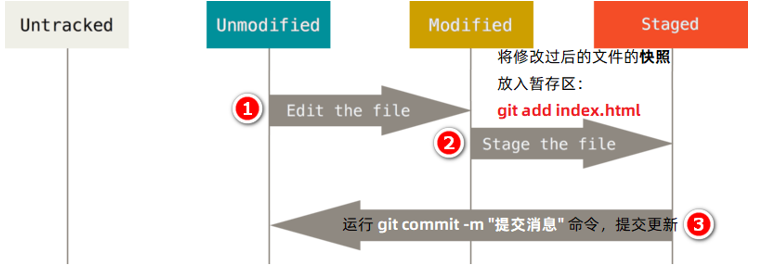 Untracked
Unmodified
Modified
Staged
将修改过后的文件的快照
放入暂存区：
git add index.html
1
Edit the file
2
Stage the file
运行 git commit -m "提交消息" 命令，提交更新
3